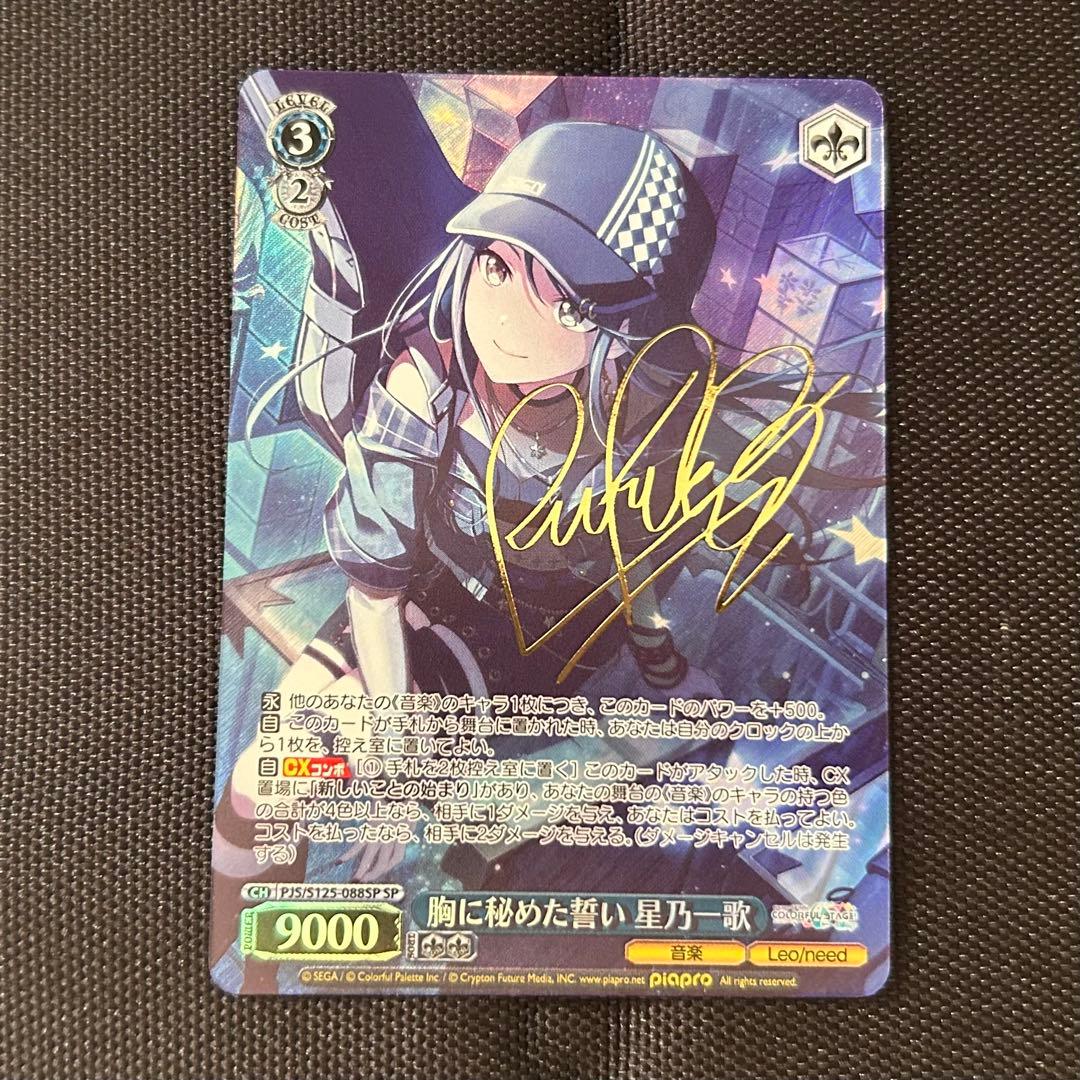 LEVEL
3
2
COST
永 他のあなたの《音楽》のキャラ1枚につき、このカードのパワーを+500。
自 このカードが手札から舞台に置かれた時、あなたは自分のクロックの上か
ら1枚を、控え室に置いてよい。
自 CXコンボ [① 手札を2枚控え室に置く] このカードがアタックした時、CX
置場に「新しいことの始まり」があり、あなたの舞台の《音楽》のキャラの持つ色
の合計が4色以上なら、相手に1ダメージを与え、あなたはコストを払ってよい。
コストを払ったなら、相手に2ダメージを与える。(ダメージキャンセルは発生
する)
CH PJS/S125-088SP SP
POWER 9000
胸に秘めた誓い 星乃一歌
COLORFUL STAGE!
音楽 Leo/need
© SEGA / © Colorful Palette Inc. / © Crypton Future Media, INC. www.piapro.net piapro All rights reserved.